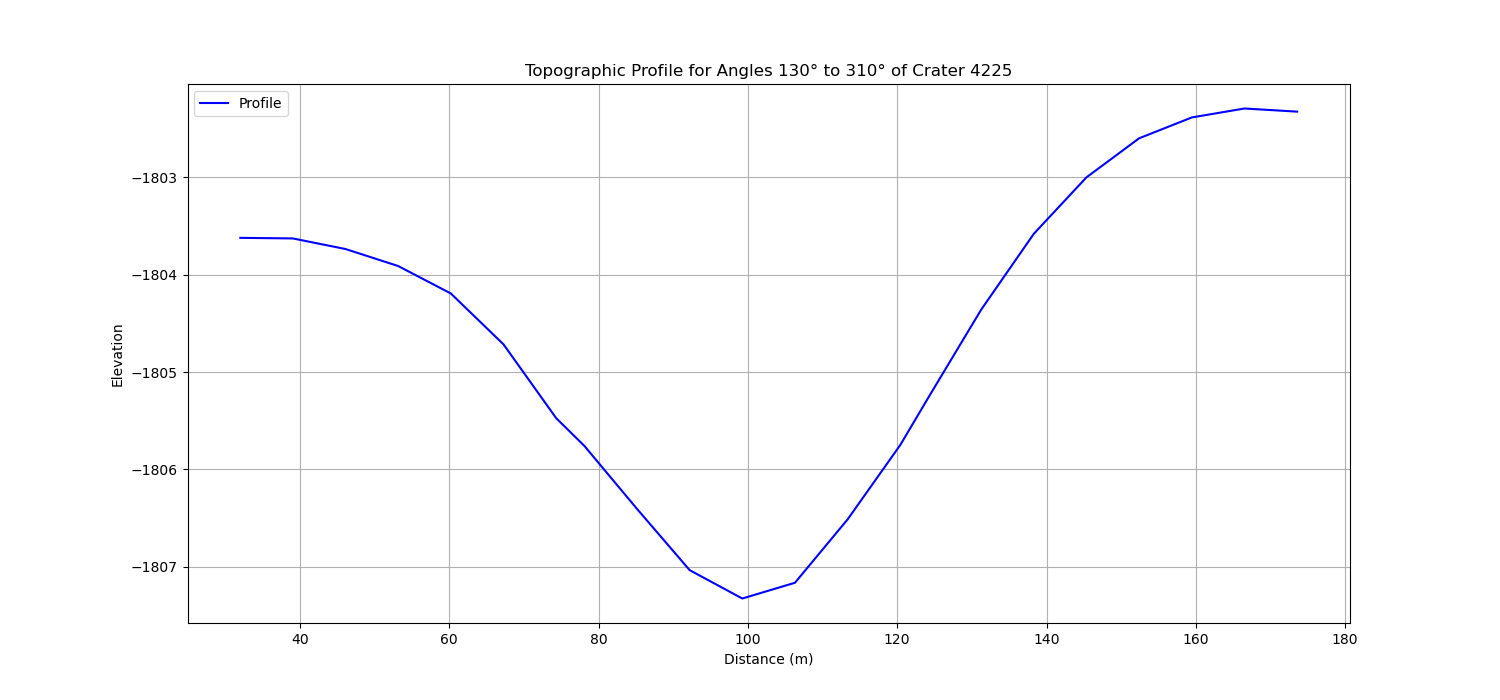 Topographic Profile for Angles 130° to 310° of Crater 4225
Profile
−1803
−1804
−1805
−1806
−1807
Elevation
40 60 80 100 120 140 160 180
Distance (m)